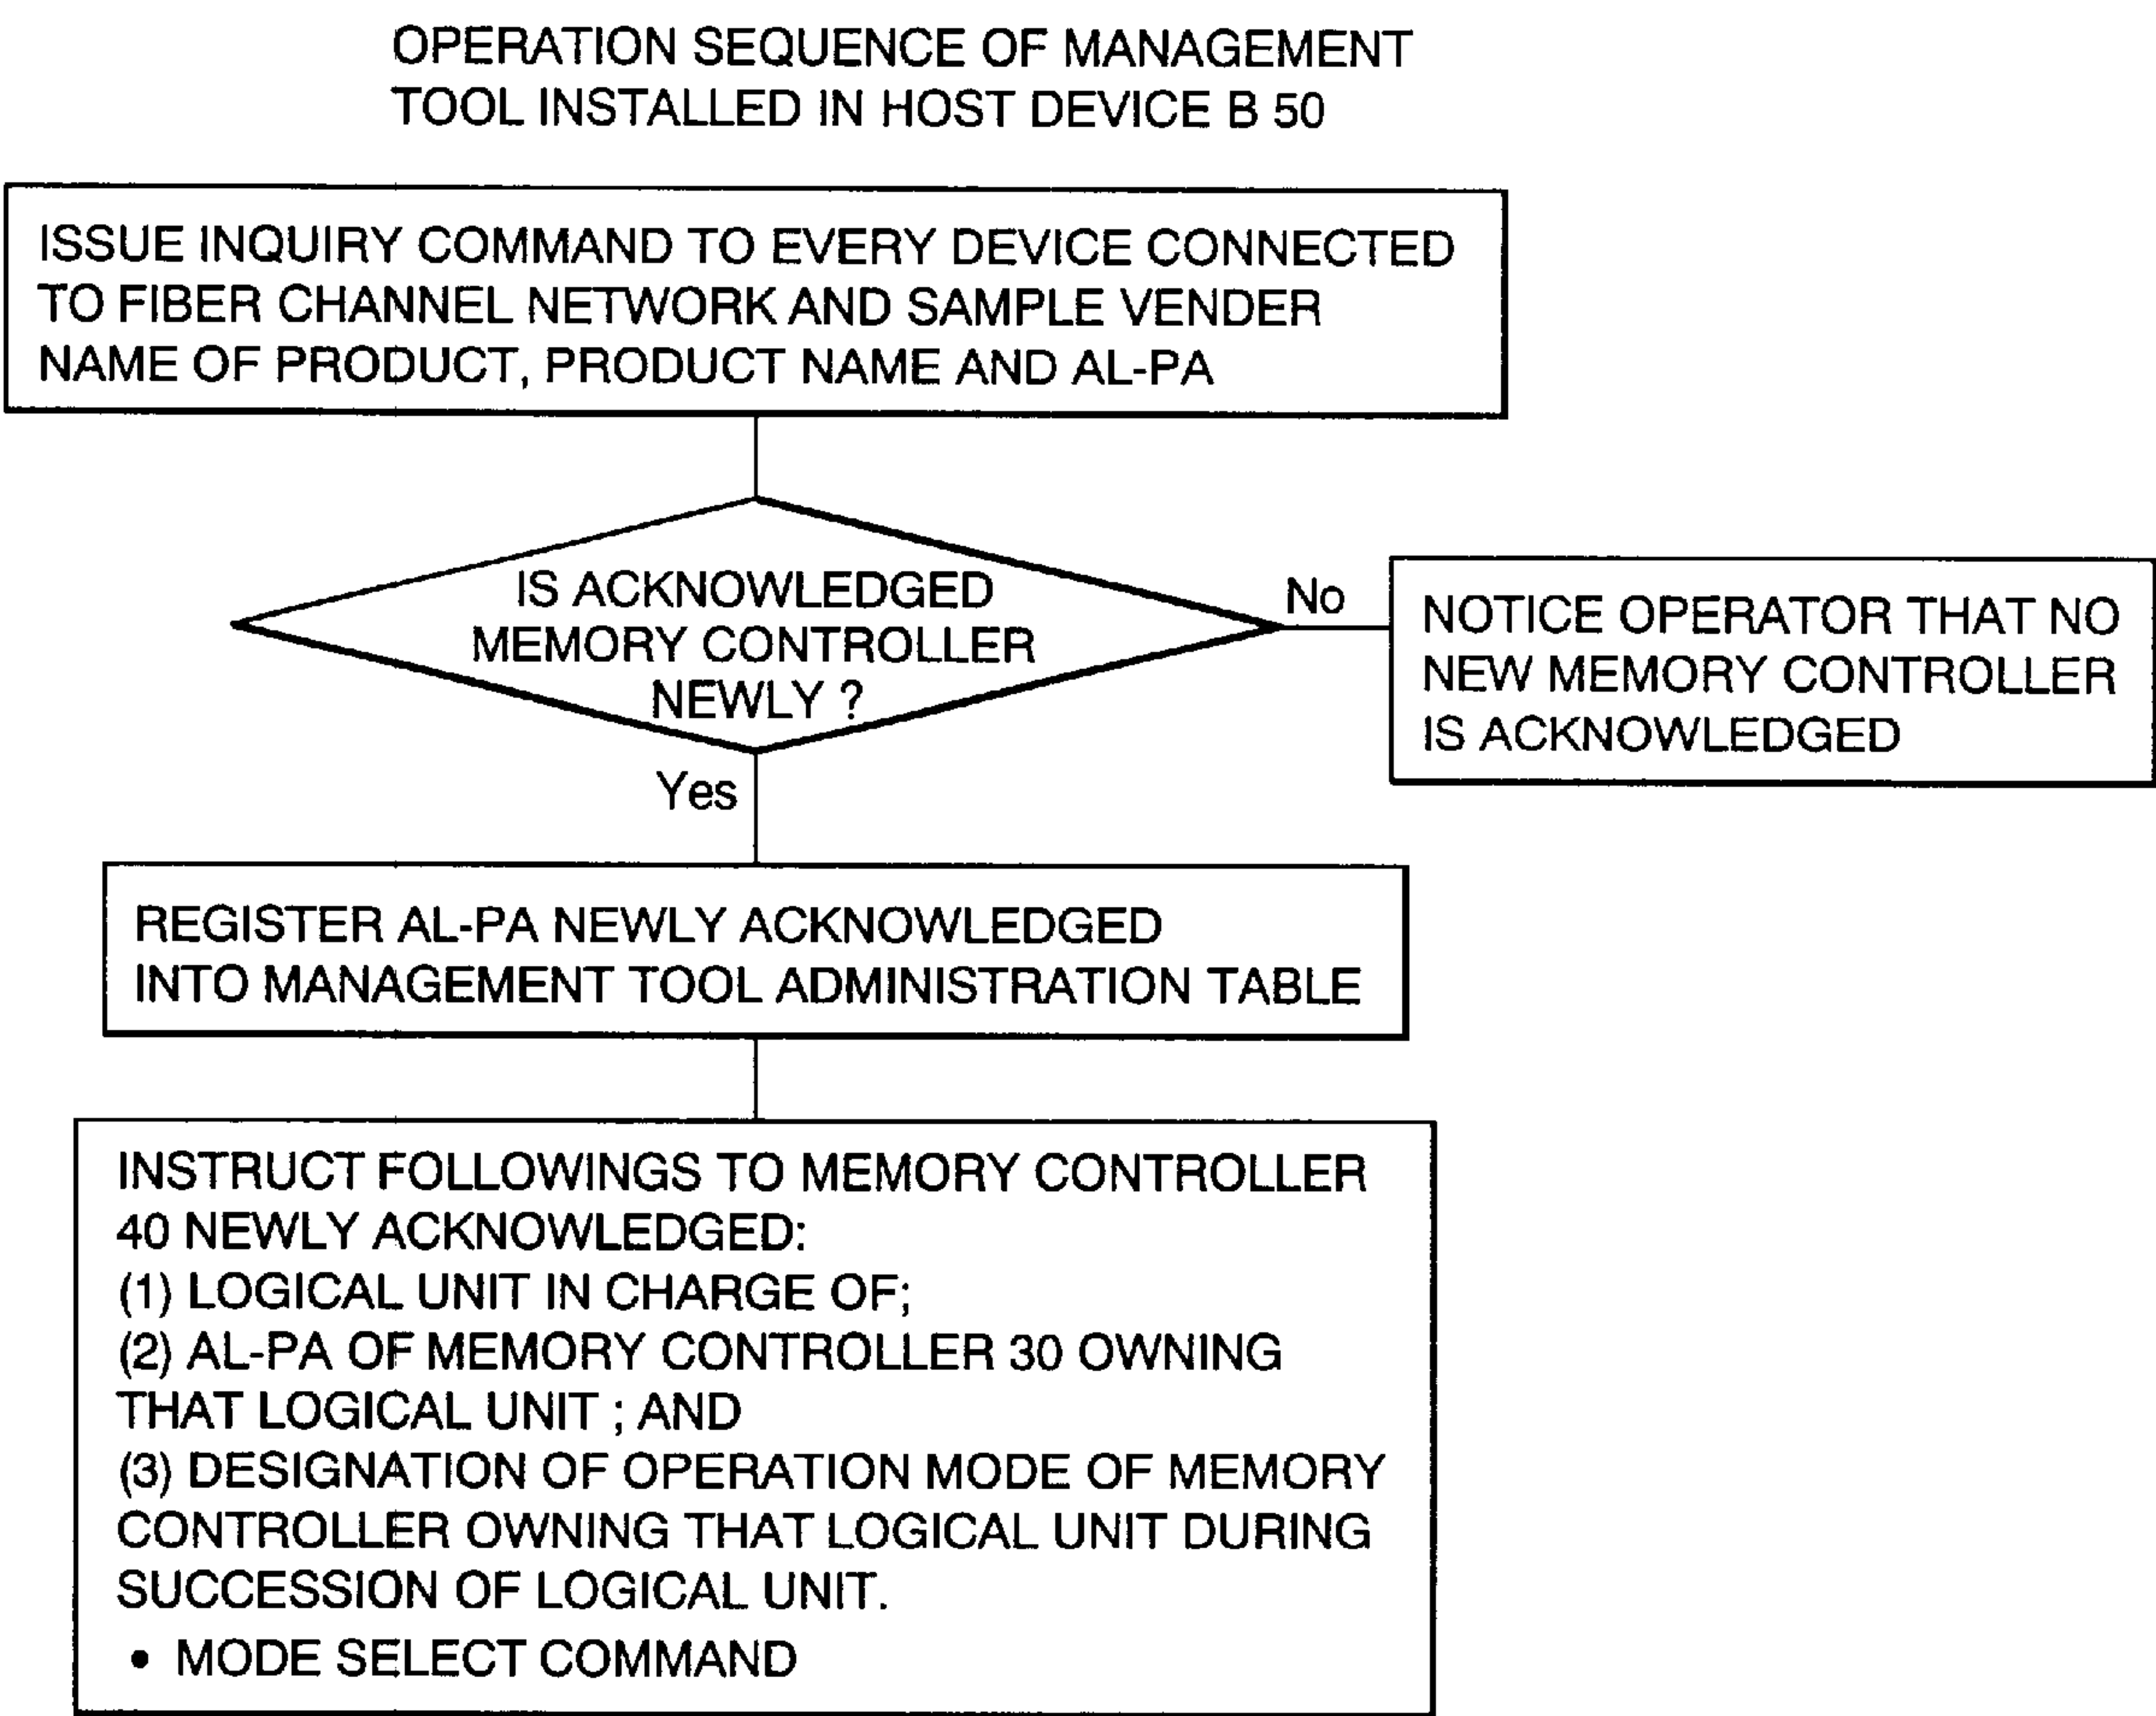 OPERATION SEQUENCE OF MANAGEMENT
TOOL INSTALLED IN HOST DEVICE B 50
ISSUE INQUIRY COMMAND TO EVERY DEVICE CONNECTED
TO FIBER CHANNEL NETWORK AND SAMPLE VENDER
NAME OF PRODUCT, PRODUCT NAME AND AL-PA
IS ACKNOWLEDGED
MEMORY CONTROLLER
NEWLY ?
No
NOTICE OPERATOR THAT NO
NEW MEMORY CONTROLLER
IS ACKNOWLEDGED
Yes
REGISTER AL-PA NEWLY ACKNOWLEDGED
INTO MANAGEMENT TOOL ADMINISTRATION TABLE
INSTRUCT FOLLOWINGS TO MEMORY CONTROLLER
40 NEWLY ACKNOWLEDGED:
(1) LOGICAL UNIT IN CHARGE OF;
(2) AL-PA OF MEMORY CONTROLLER 30 OWNING
THAT LOGICAL UNIT ; AND
(3) DESIGNATION OF OPERATION MODE OF MEMORY
CONTROLLER OWNING THAT LOGICAL UNIT DURING
SUCCESSION OF LOGICAL UNIT.
• MODE SELECT COMMAND